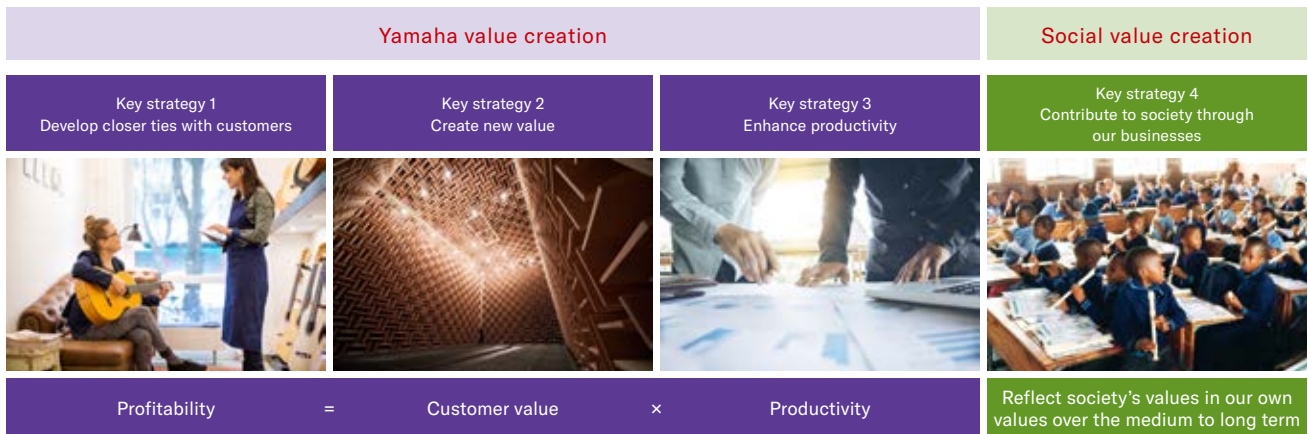 Yamaha value creation
Social value creation
Key strategy 1
Develop closer ties with customers
Key strategy 2
Create new value
Key strategy 3
Enhance productivity
Key strategy 4
Contribute to society through
our businesses
Profitability = Customer value × Productivity
Reflect society's values in our own
values over the medium to long term